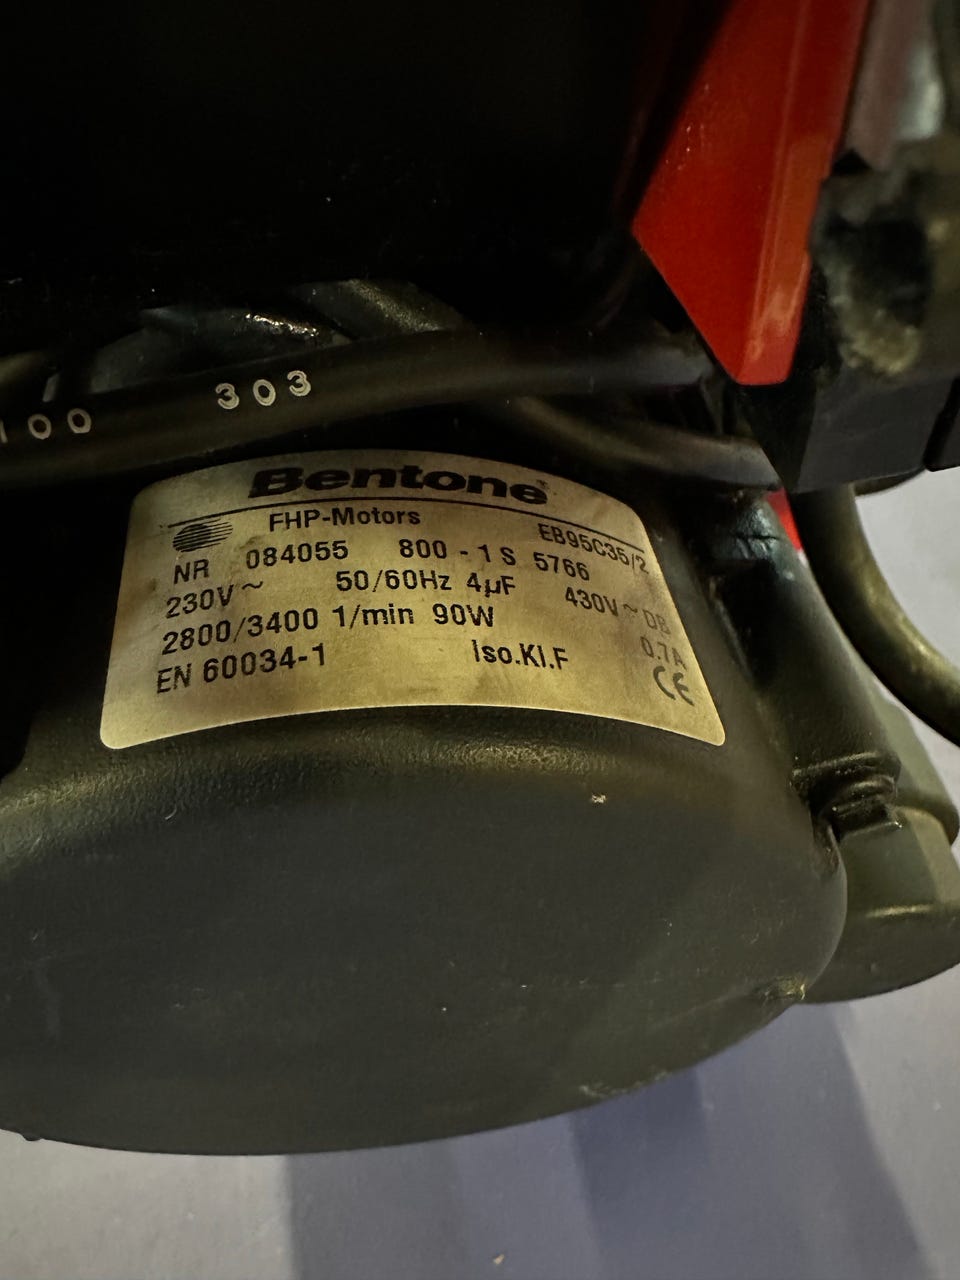 100 303
Bentone
FHP-Motors EB95C35/2
NR 084055 800 - 1 S 5766
230V~ 50/60Hz 4µF 430V~DB
2800/3400 1/min 90W 0.7A
EN 60034-1 Iso.Kl.F CE